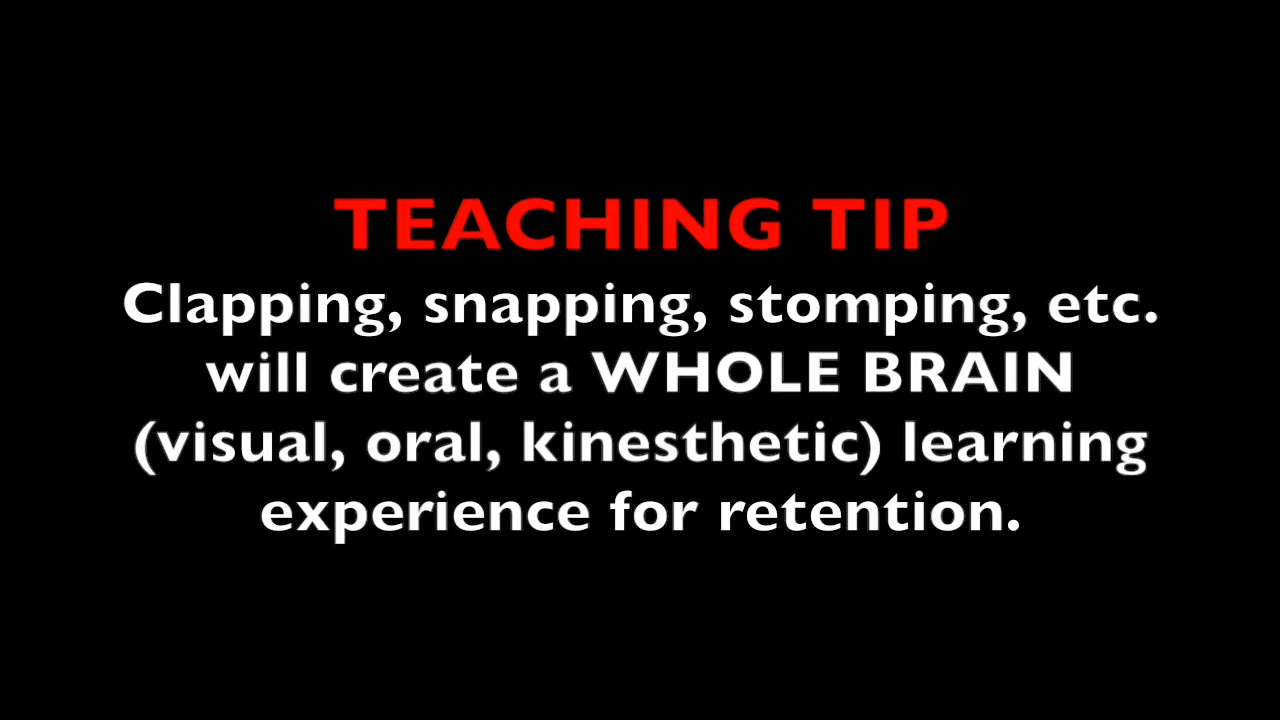 TEACHING TIP
Clapping, snapping, stomping, etc.
will create a WHOLE BRAIN
(visual, oral, kinesthetic) learning
experience for retention.